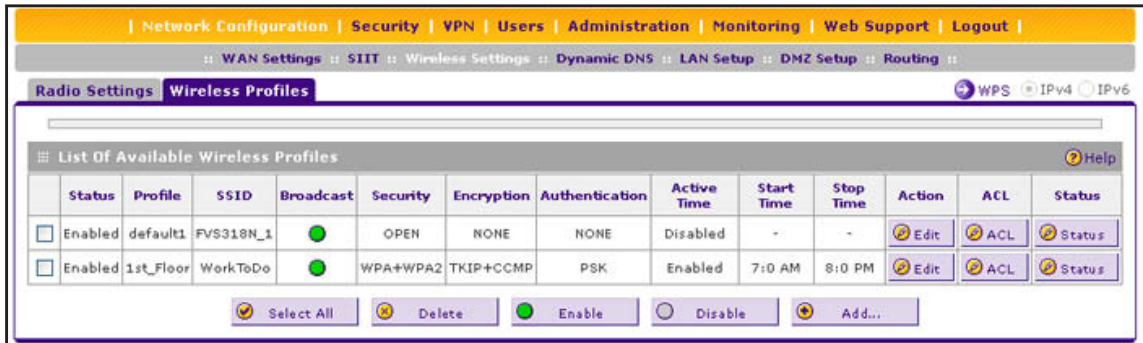 | Network Configuration | Security | VPN | Users | Administration | Monitoring | Web Support | Logout |
:: WAN Settings :: SIIT :: Wireless Settings :: Dynamic DNS :: LAN Setup :: DMZ Setup :: Routing ::
Radio Settings Wireless Profiles WPS IPv4 IPv6
List Of Available Wireless Profiles Help
Status Profile SSID Broadcast Security Encryption Authentication Active Time Start Time Stop Time Action ACL Status
Enabled default1 FVS318N_1 OPEN NONE NONE Disabled - - Edit ACL Status
Enabled 1st_Floor WorkToDo WPA+WPA2 TKIP+CCMP PSK Enabled 7:0 AM 8:0 PM Edit ACL Status
Select All Delete Enable Disable Add...